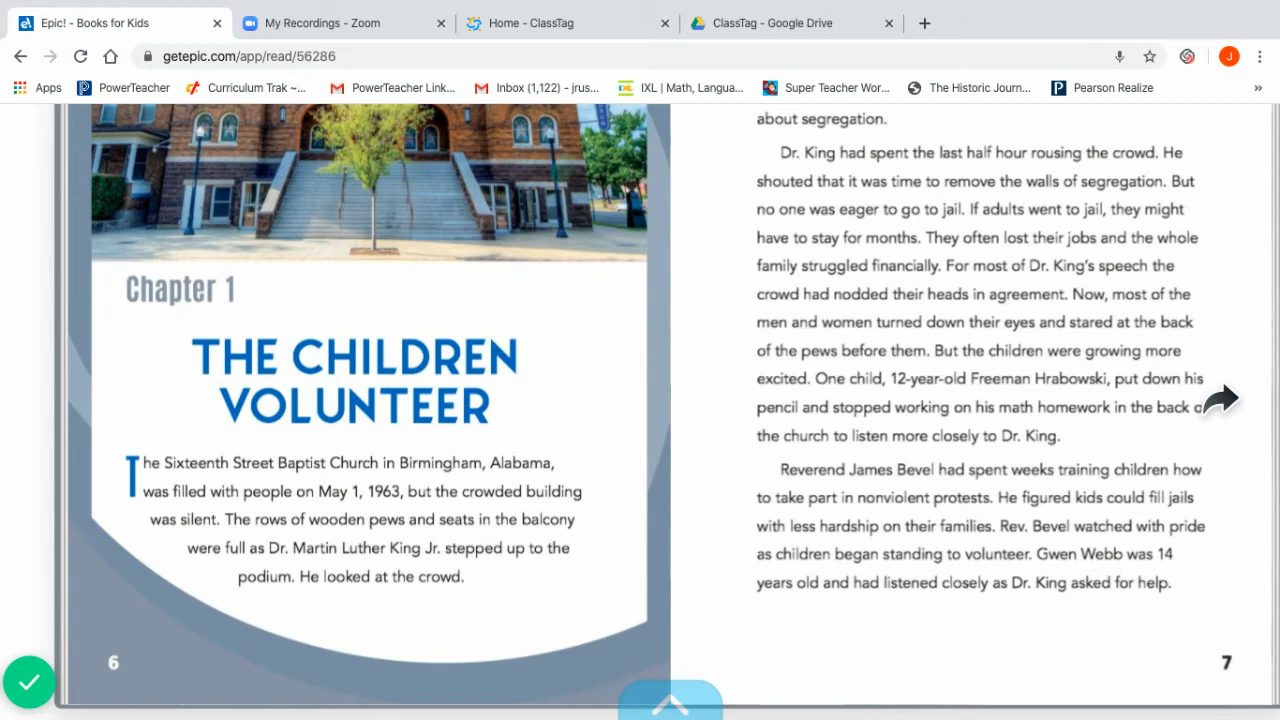 Epic! - Books for Kids
My Recordings - Zoom
Home - ClassTag
ClassTag - Google Drive
getepic.com/app/read/56286
J
Apps
PowerTeacher
Curriculum Trak ~...
PowerTeacher Link...
Inbox (1,122) - jrus...
IXL | Math, Langua...
Super Teacher Wor...
The Historic Journ...
Pearson Realize
»
Chapter 1
THE CHILDREN
VOLUNTEER
The Sixteenth Street Baptist Church in Birmingham, Alabama,
was filled with people on May 1, 1963, but the crowded building
was silent. The rows of wooden pews and seats in the balcony
were full as Dr. Martin Luther King Jr. stepped up to the
podium. He looked at the crowd.
6
about segregation.
Dr. King had spent the last half hour rousing the crowd. He
shouted that it was time to remove the walls of segregation. But
no one was eager to go to jail. If adults went to jail, they might
have to stay for months. They often lost their jobs and the whole
family struggled financially. For most of Dr. King's speech the
crowd had nodded their heads in agreement. Now, most of the
men and women turned down their eyes and stared at the back
of the pews before them. But the children were growing more
excited. One child, 12-year-old Freeman Hrabowski, put down his
pencil and stopped working on his math homework in the back
the church to listen more closely to Dr. King.
Reverend James Bevel had spent weeks training children how
to take part in nonviolent protests. He figured kids could fill jails
with less hardship on their families. Rev. Bevel watched with pride
as children began standing to volunteer. Gwen Webb was 14
years old and had listened closely as Dr. King asked for help.
7